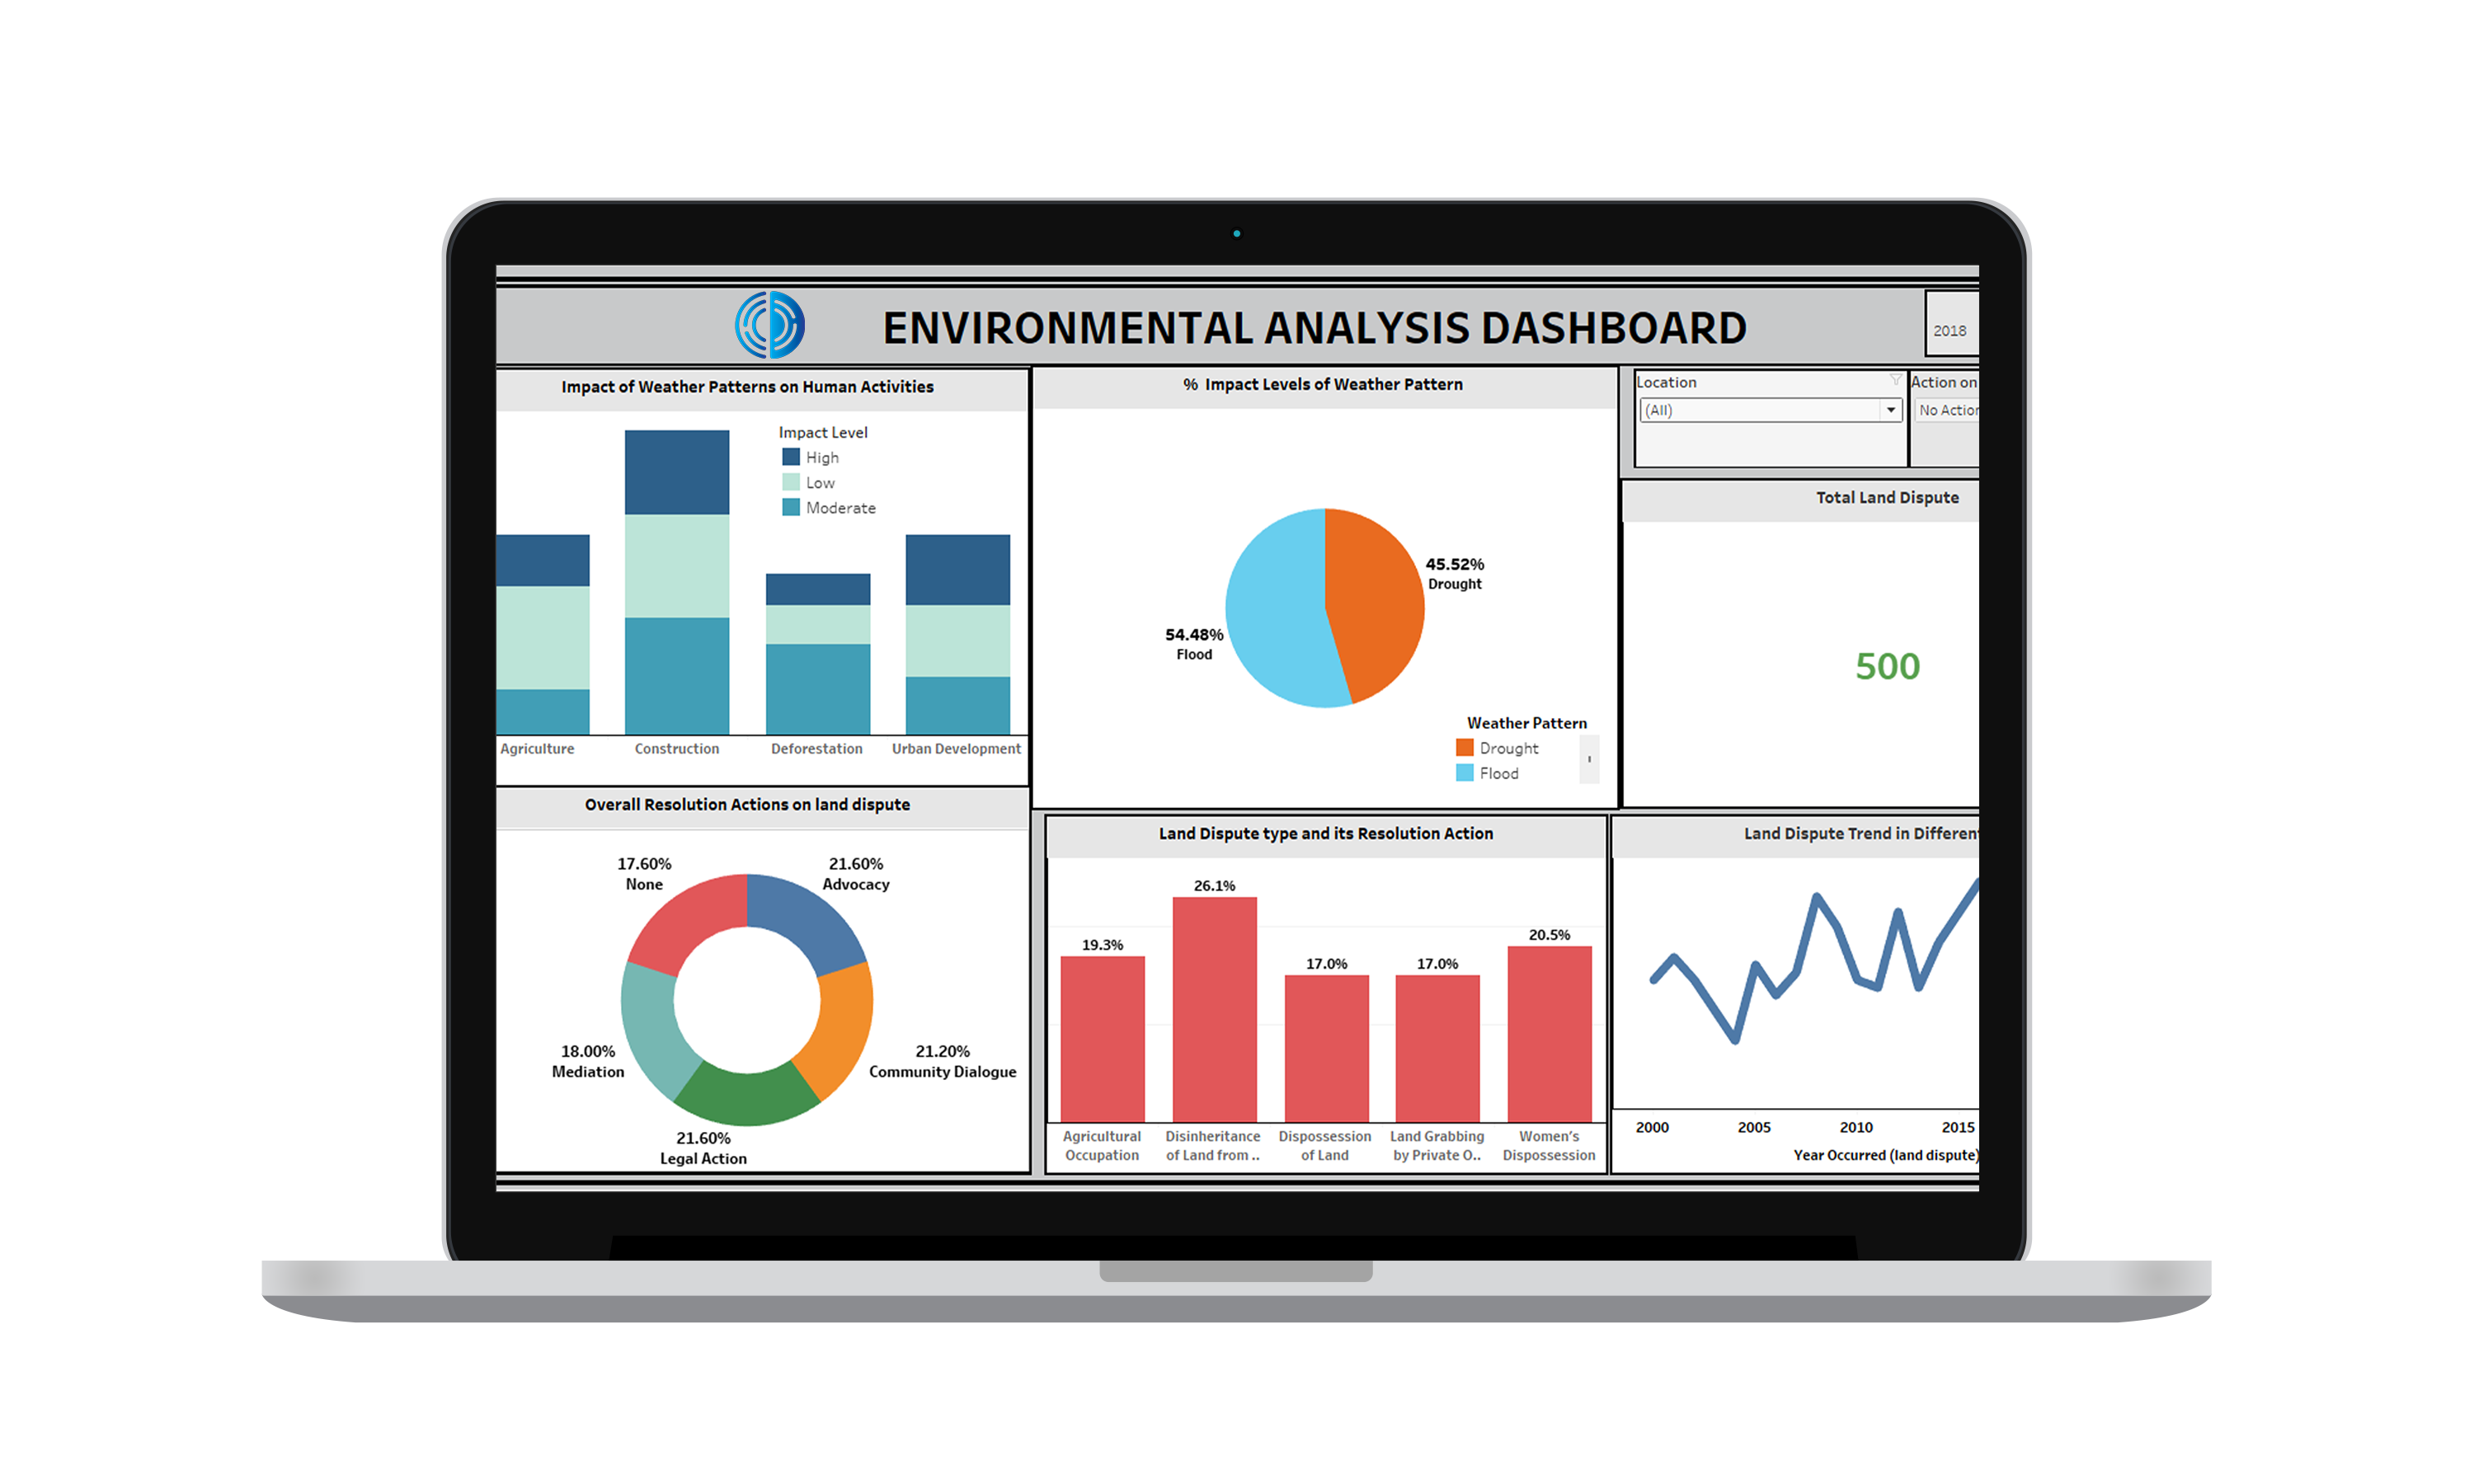 ENVIRONMENTAL ANALYSIS DASHBOARD
2018
Impact of Weather Patterns on Human Activities
Impact Level
High
Low
Moderate
Agriculture
Construction
Deforestation
Urban Development
% Impact Levels of Weather Pattern
45.52%
Drought
54.48%
Flood
Weather Pattern
Drought
Flood
Location
(All)
Action on
No Action
Total Land Dispute
500
Overall Resolution Actions on land dispute
17.60%
None
21.60%
Advocacy
18.00%
Mediation
21.20%
Community Dialogue
21.60%
Legal Action
Land Dispute type and its Resolution Action
19.3%
26.1%
17.0%
17.0%
20.5%
Agricultural
Occupation
Disinheritance
of Land from ..
Dispossession
of Land
Land Grabbing
by Private O..
Women's
Dispossession
Land Dispute Trend in Different
2000
2005
2010
2015
Year Occurred (land dispute)